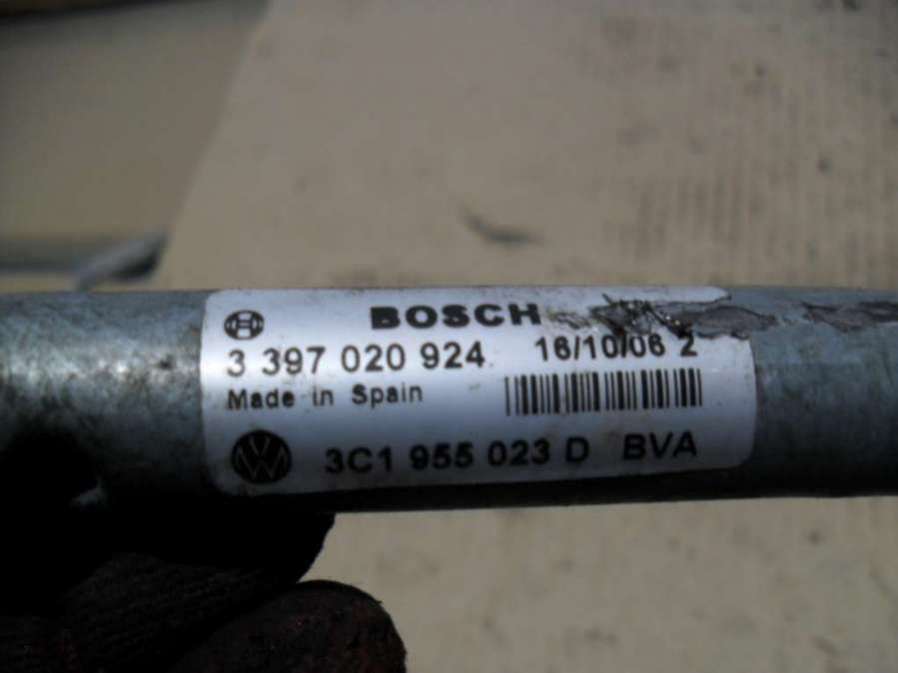 BOSCH
3 397 020 924 16/10/06 2
Made in Spain
3C1 955 023 D BVA